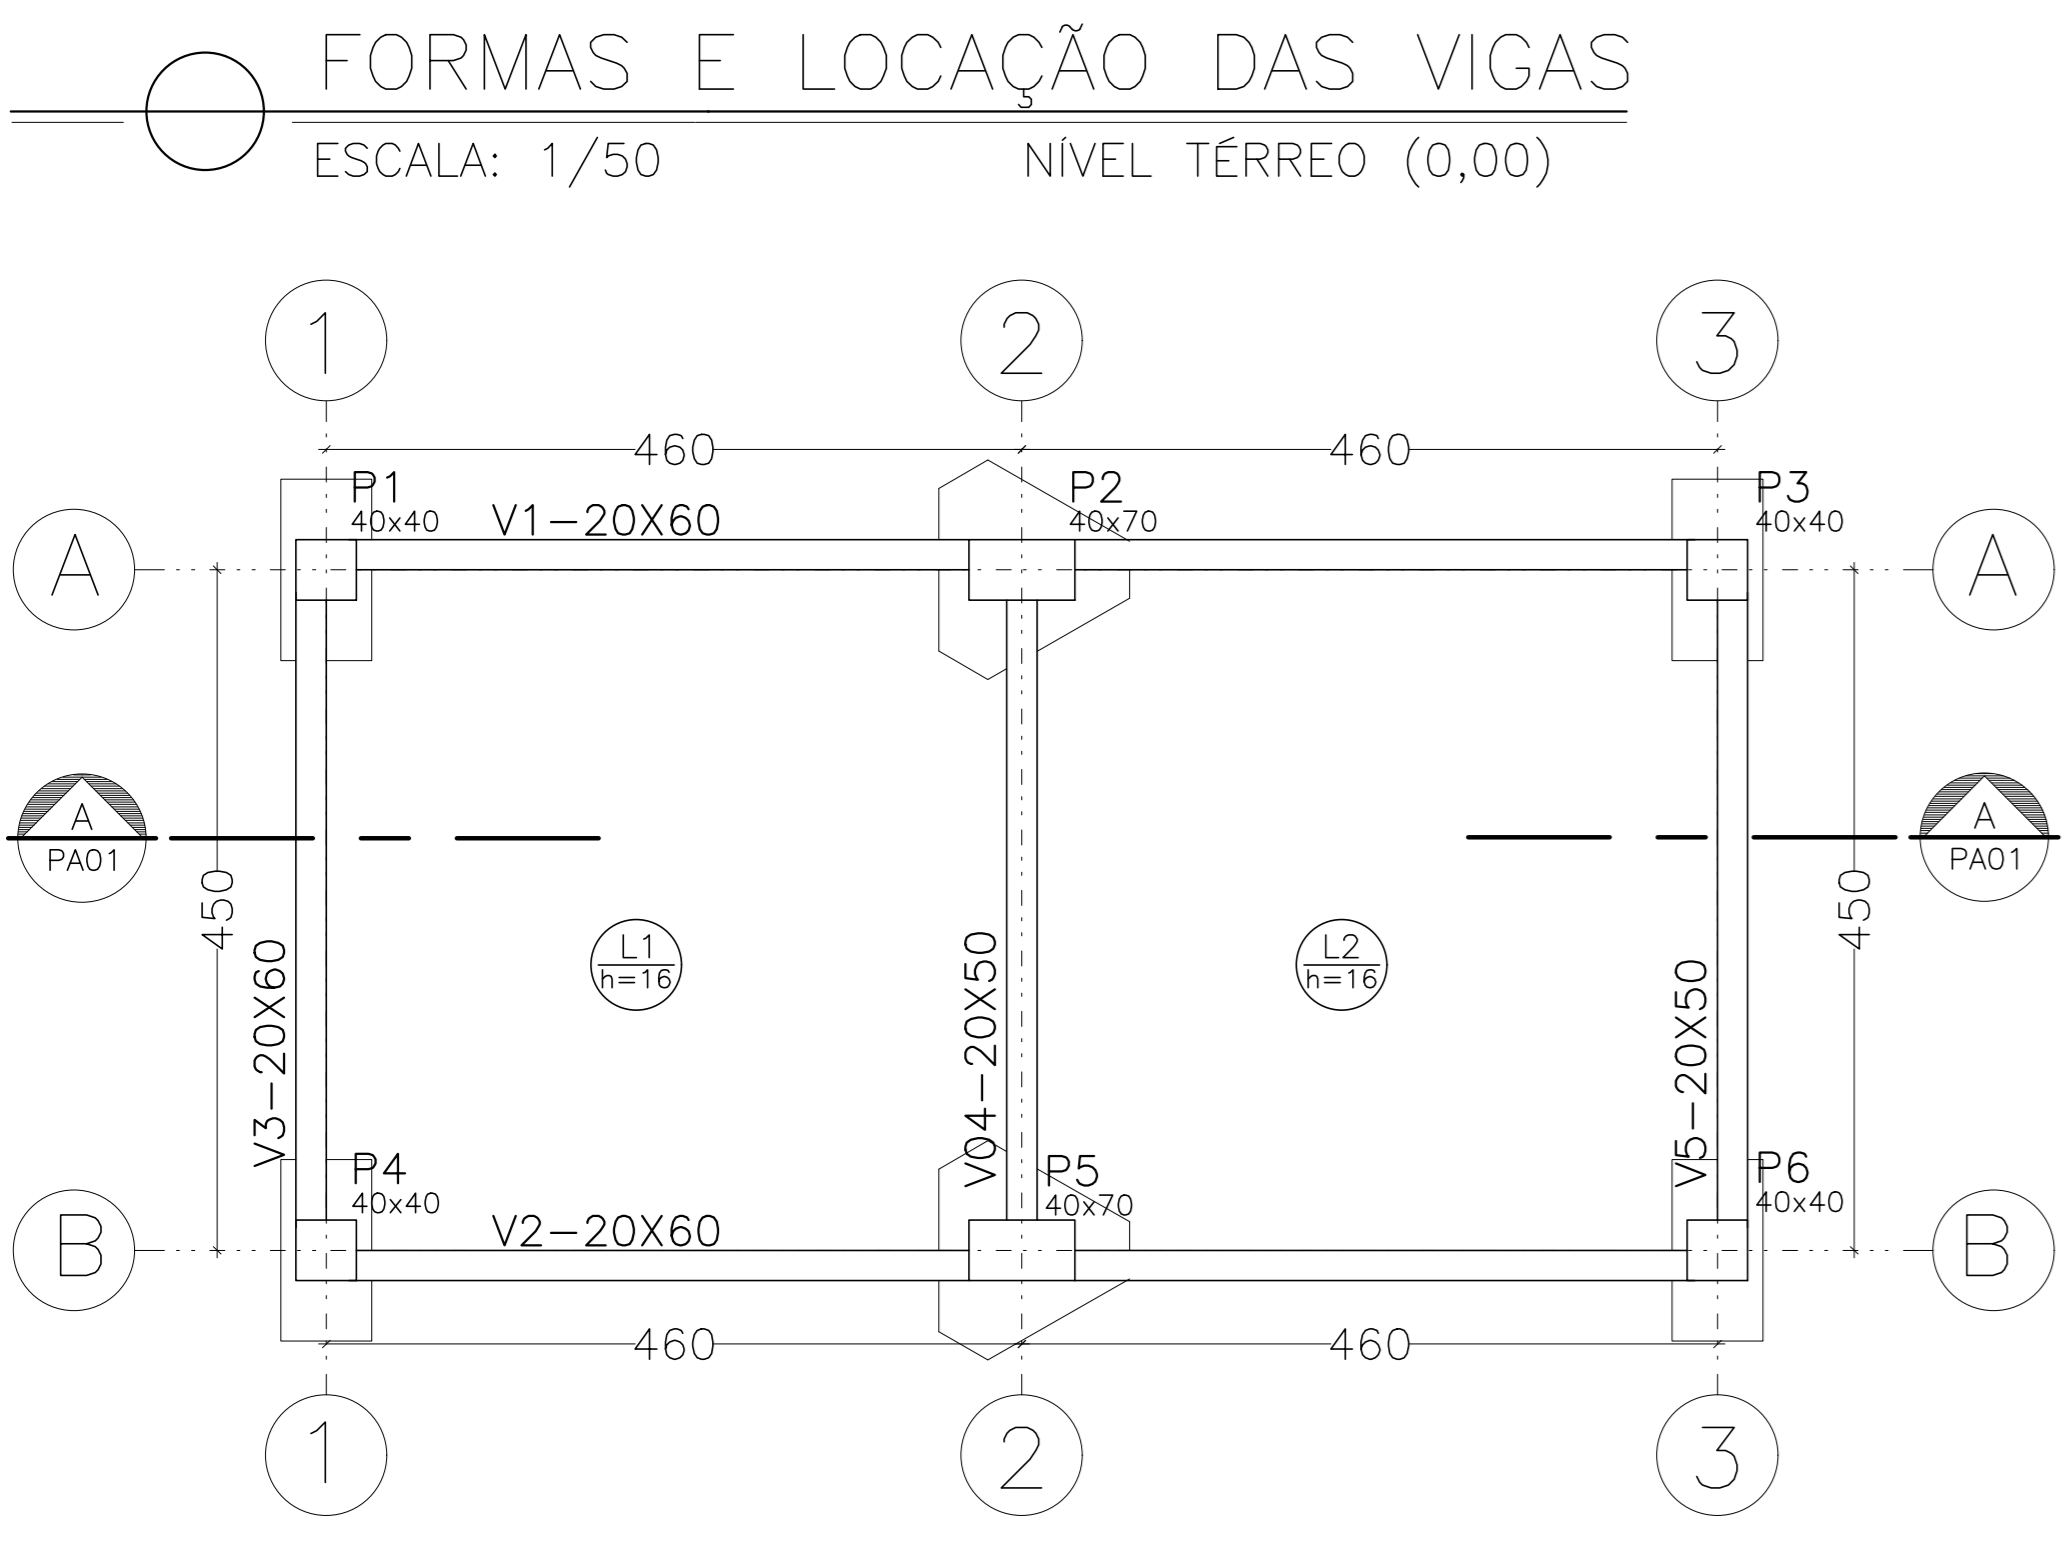 FORMAS E LOCAÇÃO DAS VIGAS
ESCALA: 1/50 NÍVEL TÉRREO (0,00)
1 2 3
460 460
P1 P2 P3
40x40 V1-20X60 40x70 40x40
A A
A A
PA01 PA01
450 450
V3-20X60 V04-20X50 V5-20X50
L1 L2
h=16 h=16
P4 P5 P6
40x40 40x70 40x40
V2-20X60
B B
460 460
1 2 3